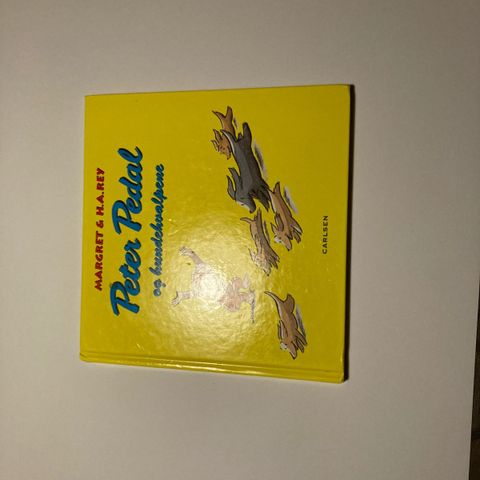 MARGRET & H.A.REY
Peter Pedal
og hundehvalpene
CARLSEN